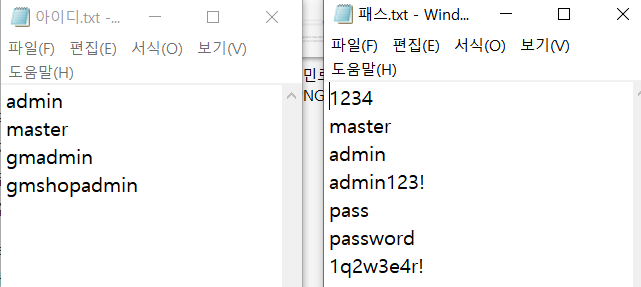 아이디.txt -...
파일(F) 편집(E) 서식(O) 보기(V)
도움말(H)
admin
master
gmadmin
gmshopadmin
NG
패스.txt - Wind...
파일(F) 편집(E) 서식(O) 보기(V)
도움말(H)
1234
master
admin
admin123!
pass
password
1q2w3e4r!